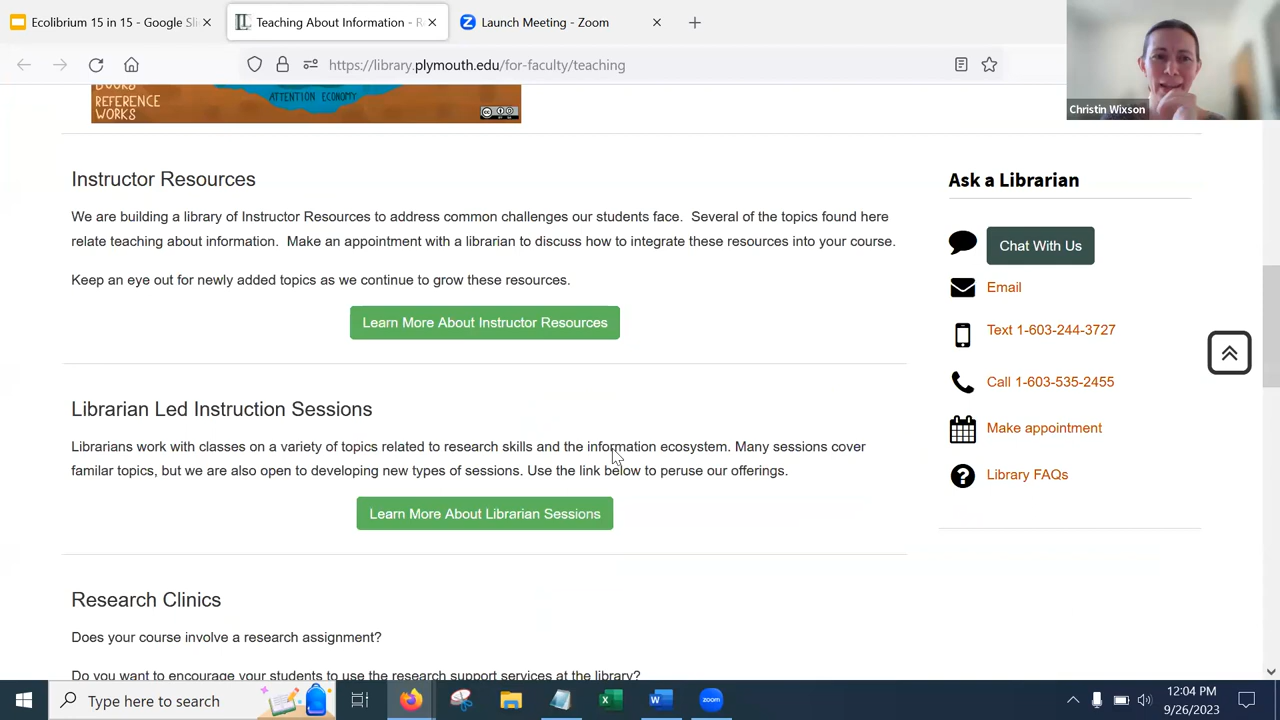 Ecolibrium 15 in 15 - Google Sli
Teaching About Information - R
Launch Meeting - Zoom
https://library.plymouth.edu/for-faculty/teaching
Christin Wixson
BOOKS
REFERENCE
WORKS
ATTENTION ECONOMY
Instructor Resources
We are building a library of Instructor Resources to address common challenges our students face. Several of the topics found here
relate teaching about information. Make an appointment with a librarian to discuss how to integrate these resources into your course.
Keep an eye out for newly added topics as we continue to grow these resources.
Learn More About Instructor Resources
Librarian Led Instruction Sessions
Librarians work with classes on a variety of topics related to research skills and the information ecosystem. Many sessions cover
familar topics, but we are also open to developing new types of sessions. Use the link below to peruse our offerings.
Learn More About Librarian Sessions
Research Clinics
Does your course involve a research assignment?
Do you want to encourage your students to use the research support services at the library?
Ask a Librarian
Chat With Us
Email
Text 1-603-244-3727
Call 1-603-535-2455
Make appointment
Library FAQs
Type here to search
zoom
12:04 PM
9/26/2023